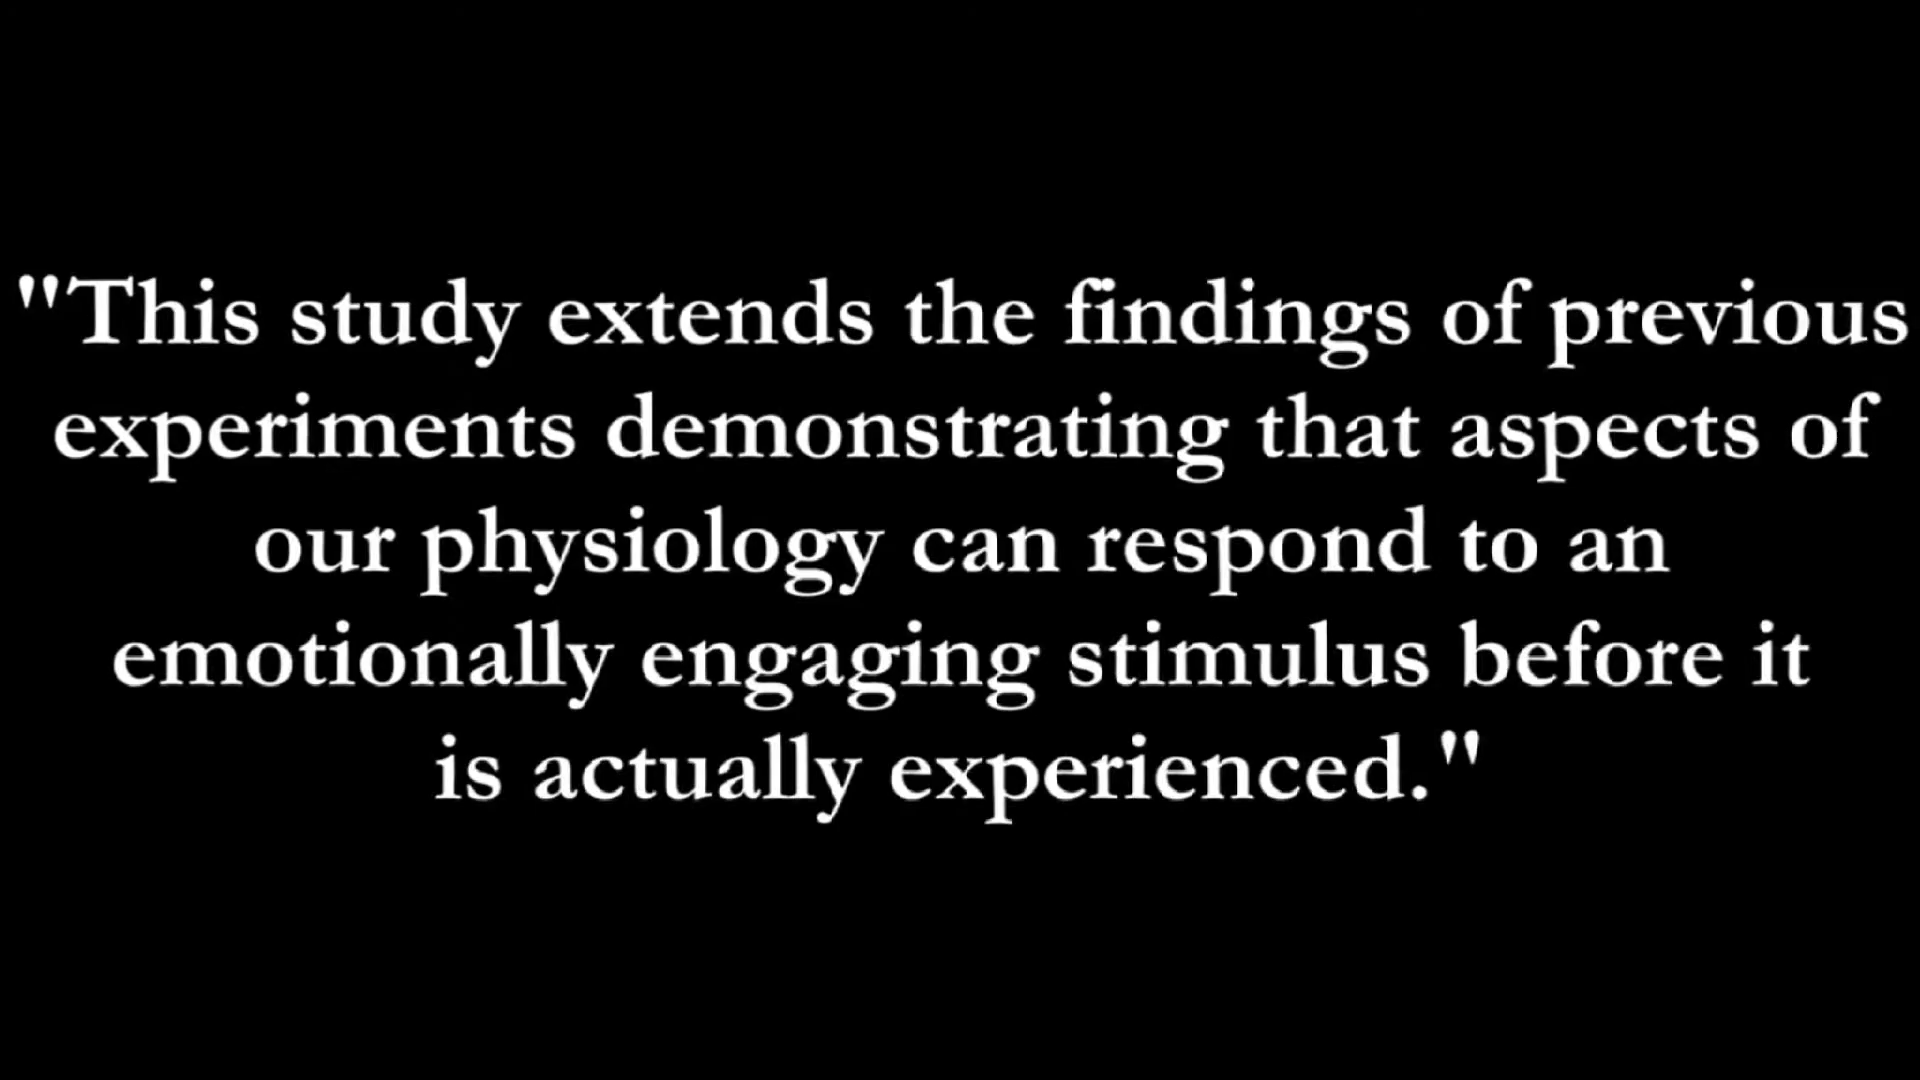 "This study extends the findings of previous
experiments demonstrating that aspects of
our physiology can respond to an
emotionally engaging stimulus before it
is actually experienced."